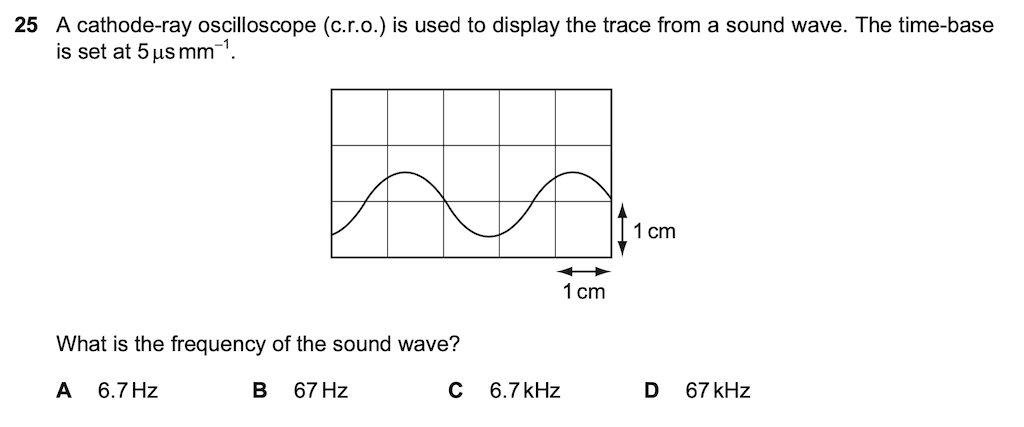 25 A cathode-ray oscilloscope (c.r.o.) is used to display the trace from a sound wave. The time-base
is set at 5 μs mm⁻¹.
1 cm
1 cm
What is the frequency of the sound wave?
A 6.7 Hz B 67 Hz C 6.7 kHz D 67 kHz